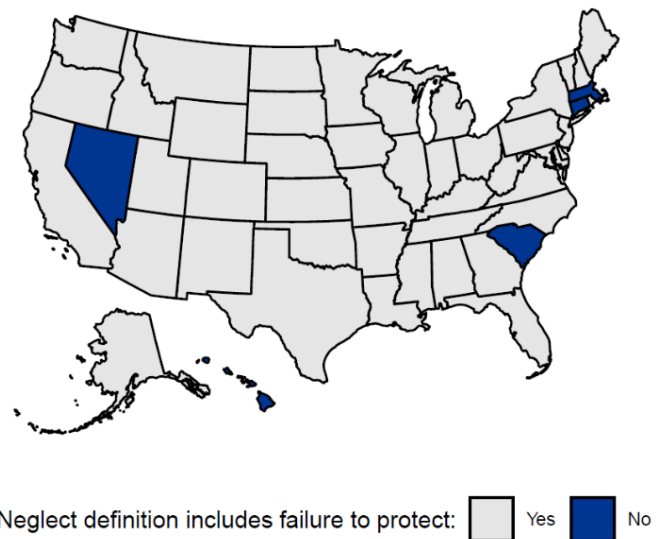 Neglect definition includes failure to protect: Yes No